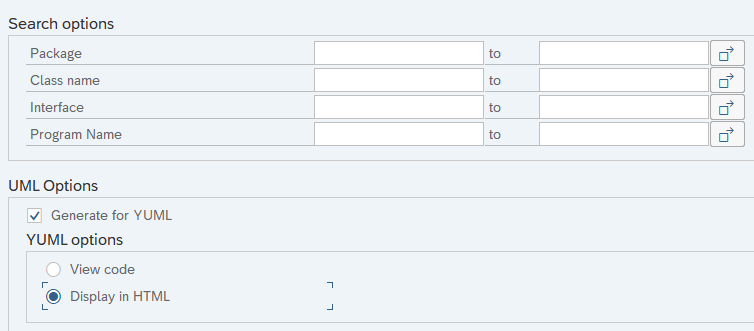 Search options
Package to
Class name to
Interface to
Program Name to
UML Options
Generate for YUML
YUML options
View code
Display in HTML